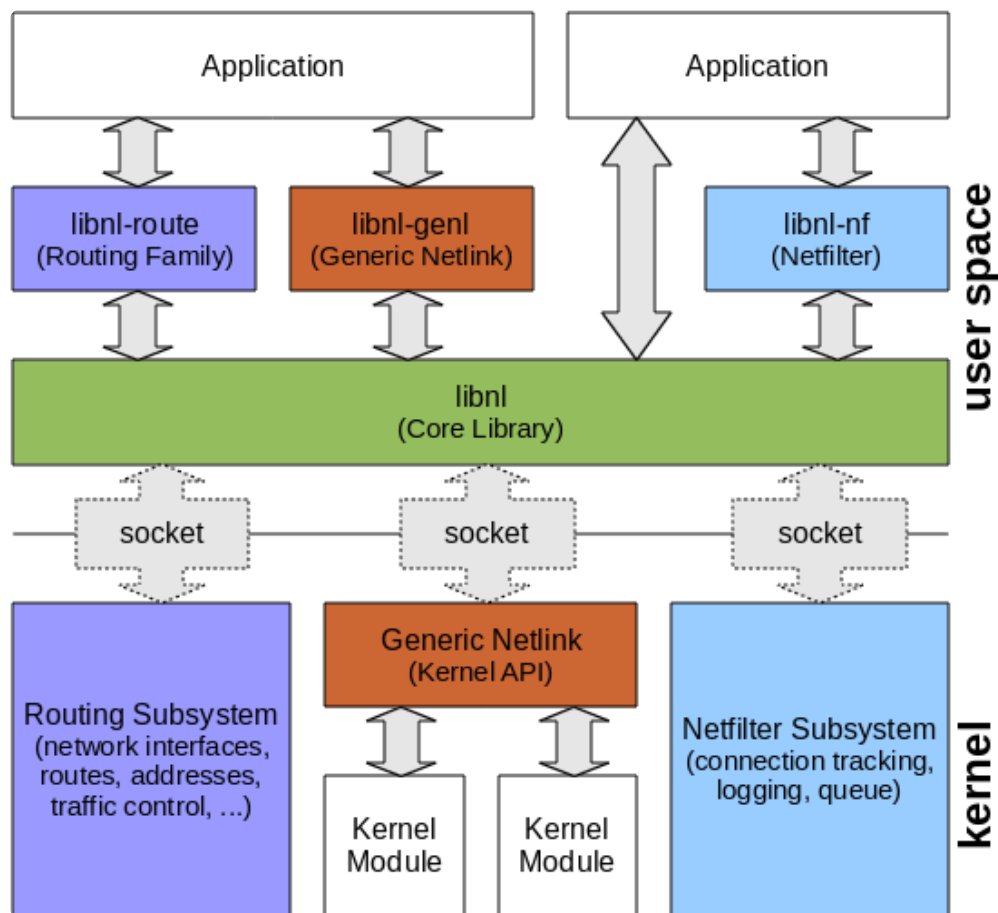 Application
Application
libnl-route
(Routing Family)
libnl-genl
(Generic Netlink)
libnl-nf
(Netfilter)
user space
libnl
(Core Library)
socket
socket
socket
Generic Netlink
(Kernel API)
Routing Subsystem
(network interfaces,
routes, addresses,
traffic control, ...)
Netfilter Subsystem
(connection tracking,
logging, queue)
kernel
Kernel
Module
Kernel
Module